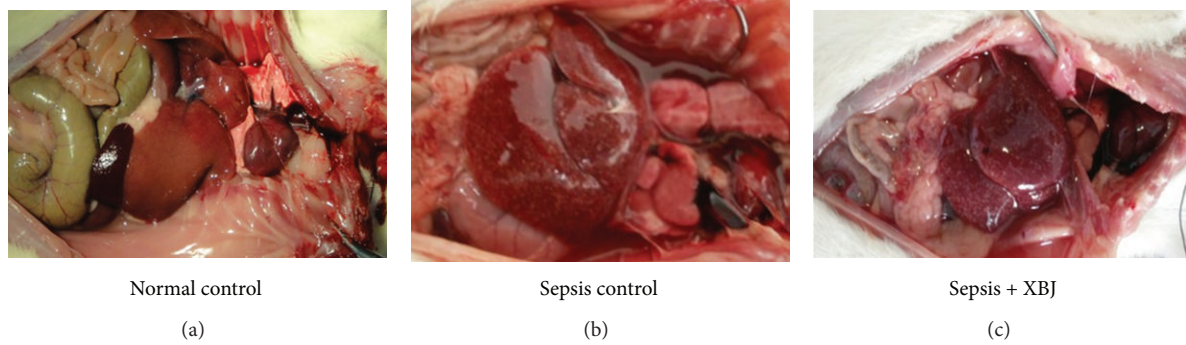 Normal control
Sepsis control
Sepsis + XBJ
(a)
(b)
(c)